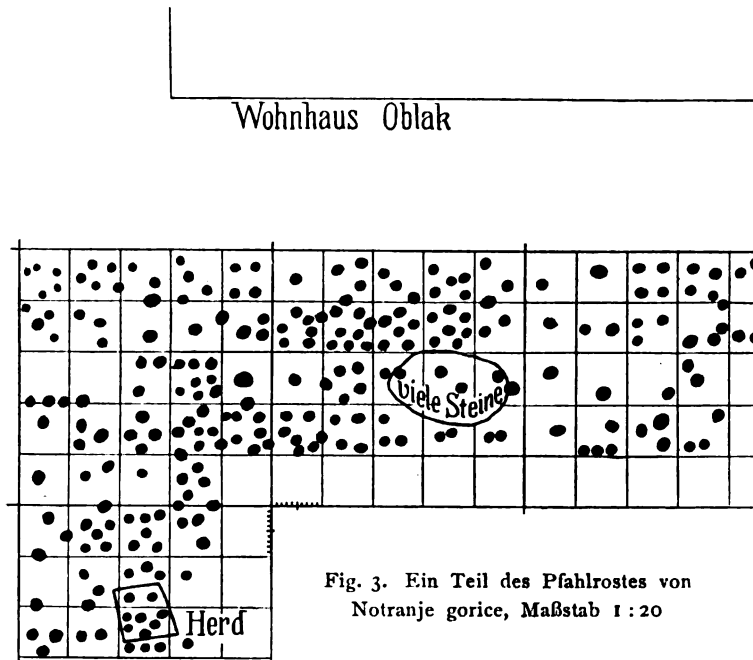 Wohnhaus Oblak
viele Steine
Herd
Fig. 3. Ein Teil des Pfahlrostes von
Notranje gorice, Maßstab 1:20